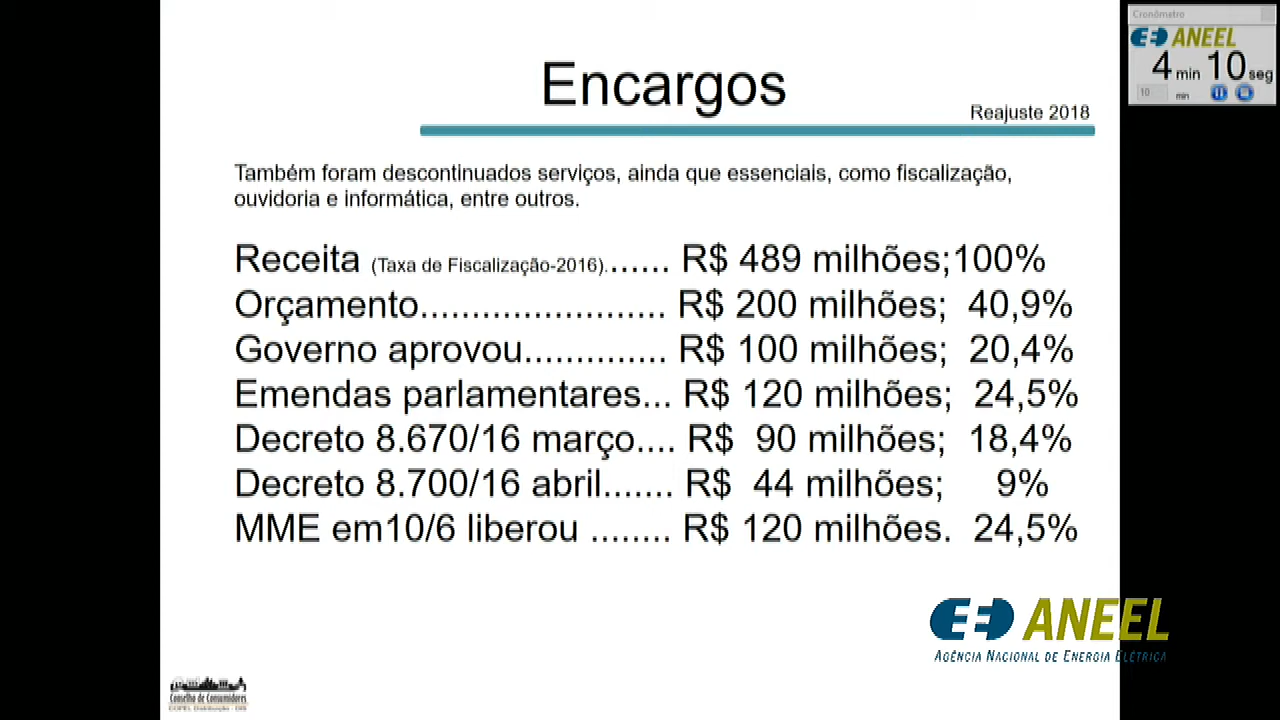 Encargos
Reajuste 2018
Também foram descontinuados serviços, ainda que essenciais, como fiscalização,
ouvidoria e informática, entre outros.
Receita (Taxa de Fiscalização-2016)....... R$ 489 milhões;100%
Orçamento........................ R$ 200 milhões; 40,9%
Governo aprovou.............. R$ 100 milhões; 20,4%
Emendas parlamentares... R$ 120 milhões; 24,5%
Decreto 8.670/16 março.... R$ 90 milhões; 18,4%
Decreto 8.700/16 abril....... R$ 44 milhões; 9%
MME em10/6 liberou ........ R$ 120 milhões. 24,5%
ANEEL
AGÊNCIA NACIONAL DE ENERGIA ELÉTRICA
Conselho de Consumidores
COPEL Distribuição - DIS
Cronômetro
ANEEL
4 min 10 seg
10 min